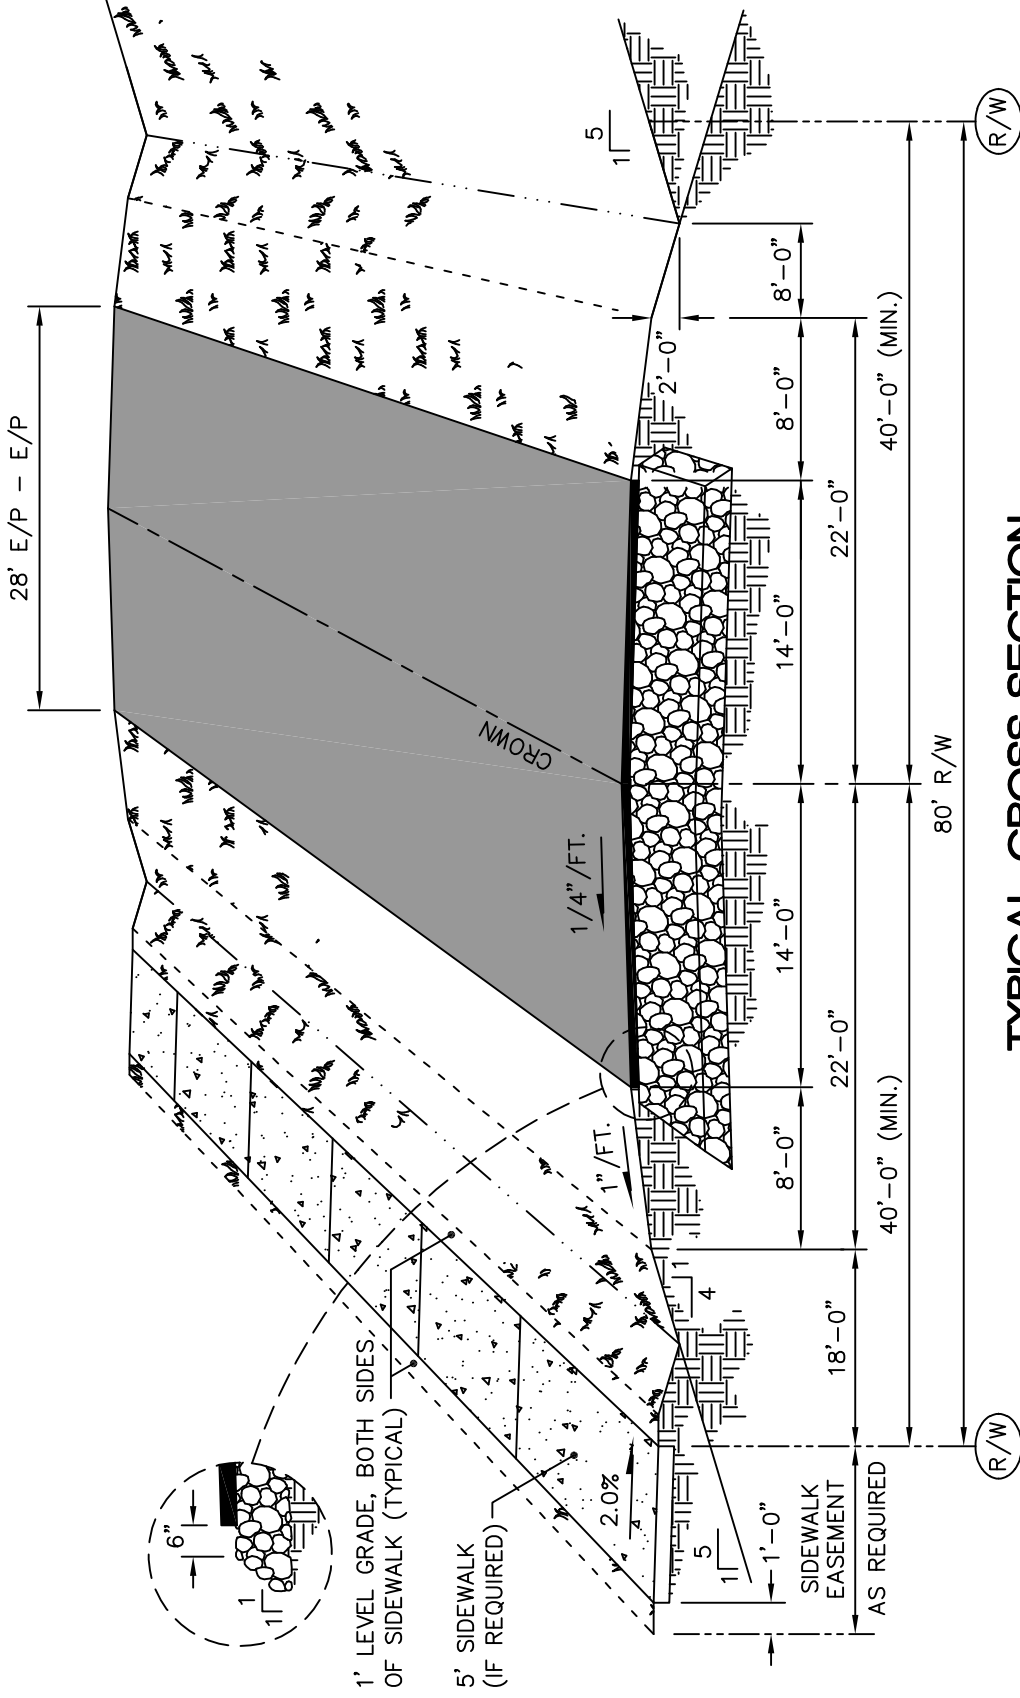 28' E/P - E/P
CROWN
1/4" /FT.
1" /FT.
6"
1
1
1' LEVEL GRADE, BOTH SIDES
OF SIDEWALK (TYPICAL)
5' SIDEWALK
(IF REQUIRED)
2.0%
1
5
1
4
1
5
2'-0"
1'-0"
8'-0"
14'-0"
14'-0"
8'-0"
8'-0"
SIDEWALK
EASEMENT
AS REQUIRED
18'-0"
22'-0"
22'-0"
40'-0" (MIN.)
40'-0" (MIN.)
80' R/W
R/W
R/W
TYPICAL CROSS SECTION